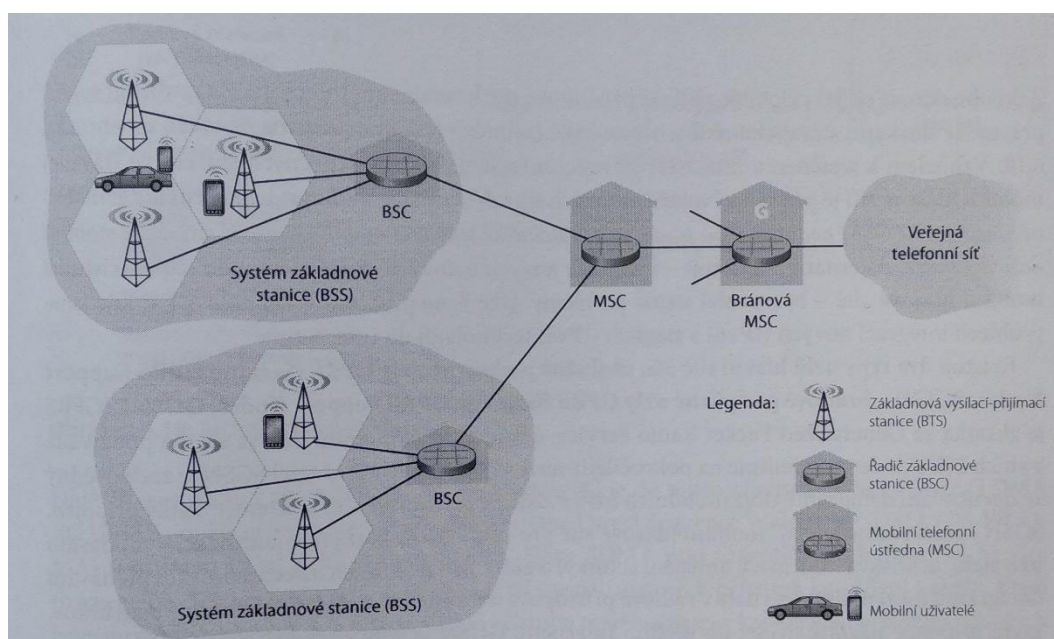 BSC
Systém základnové
stanice (BSS)
MSC
G
Bránová
MSC
Veřejná
telefonní síť
BSC
Systém základnové stanice (BSS)
Legenda:
Základnová vysílací-přijímací
stanice (BTS)
Řadič základnové
stanice (BSC)
Mobilní telefonní
ústředna (MSC)
Mobilní uživatelé